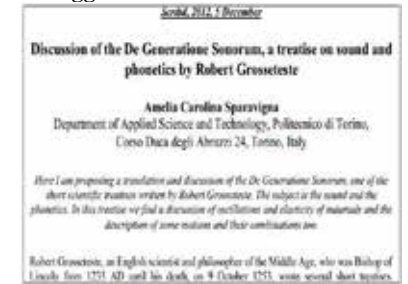 Scribd, 2012, 5 December
Discussion of the De Generatione Sonorum, a treatise on sound and
phonetics by Robert Grosseteste
Amelia Carolina Sparavigna
Department of Applied Science and Technology, Politecnico di Torino,
Corso Duca degli Abruzzi 24, Torino, Italy
Here I am proposing a translation and discussion of the De Generatione Sonorum, one of the
short scientific treatises written by Robert Grosseteste. The subject is the sound and the
phonetics. In this treatise we find a discussion of oscillations and elasticity of materials and the
description of some motions and their combinations too.
Robert Grosseteste, an English scientist and philosopher of the Middle Age, who was Bishop of
Lincoln from 1235 AD until his death, on 9 October 1253, wrote several short treatises